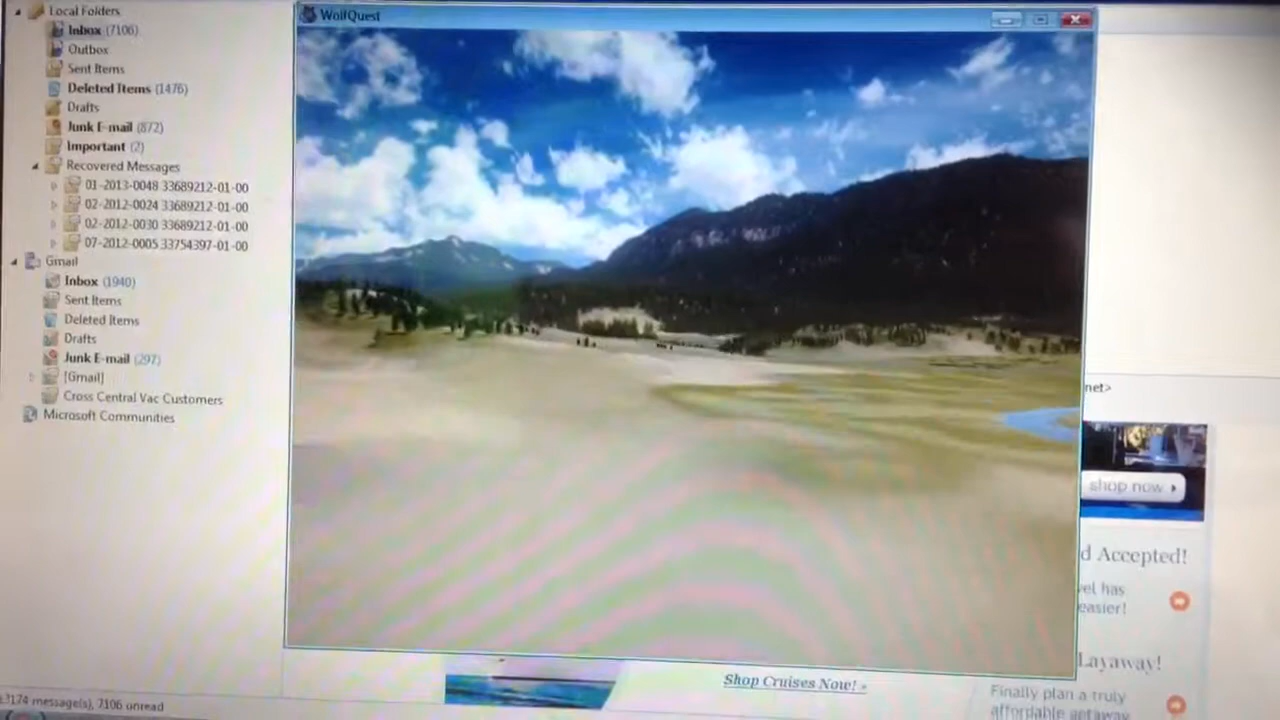 Local Folders
Inbox (7106)
Outbox
Sent Items
Deleted Items (1476)
Drafts
Junk E-mail (872)
Important (2)
Recovered Messages
01-2013-0048 33689212-01-00
02-2012-0024 33689212-01-00
02-2012-0030 33689212-01-00
07-2012-0005 33754397-01-00
Gmail
Inbox (1940)
Sent Items
Deleted Items
Drafts
Junk E-mail (297)
[Gmail]
Cross Central Vac Customers
Microsoft Communities
3174 message(s), 7106 unread
WolfQuest
net>
shop now
d Accepted!
vel has
easier!
Layaway!
Finally plan a truly
affordable getaway
Shop Cruises Now! »